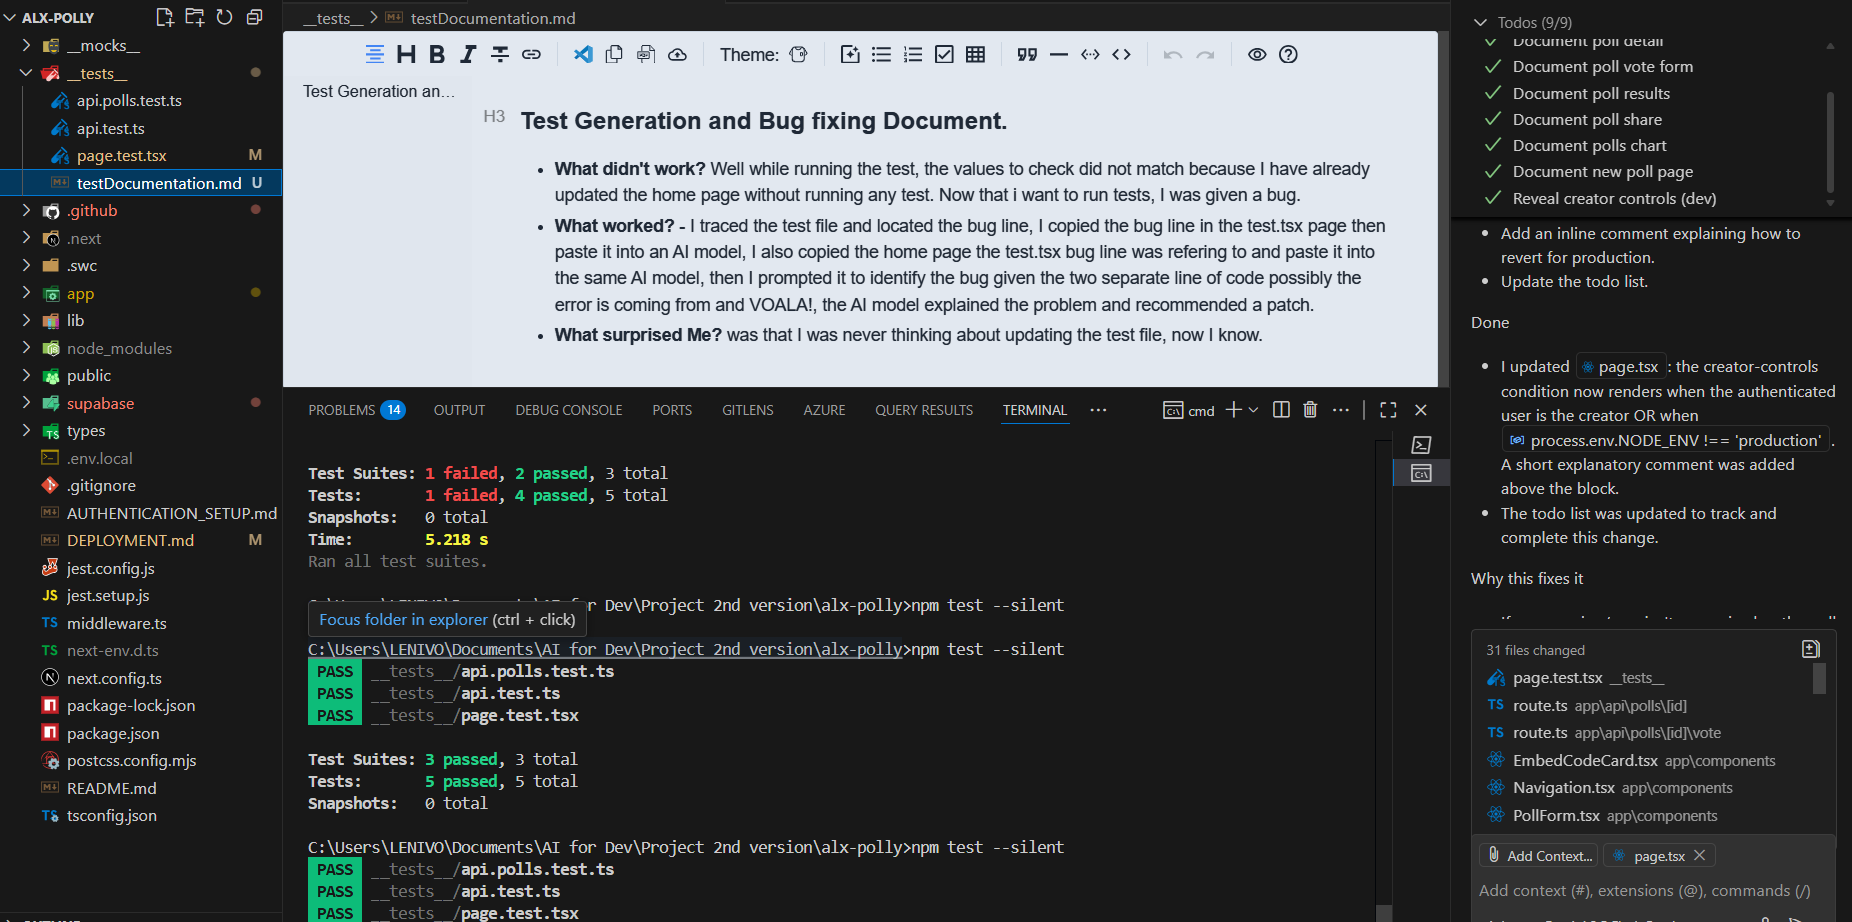 ALX-POLLY
__mocks__
__tests__
api.polls.test.ts
api.test.ts
page.test.tsx M
testDocumentation.md U
.github
.next
.swc
app
lib
node_modules
public
supabase
types
.env.local
.gitignore
AUTHENTICATION_SETUP.md
DEPLOYMENT.md M
jest.config.js
jest.setup.js
middleware.ts
next-env.d.ts
next.config.ts
package-lock.json
package.json
postcss.config.mjs
README.md
tsconfig.json
__tests__ > testDocumentation.md
Theme:
Test Generation an...
H3 Test Generation and Bug fixing Document.
• What didn't work? Well while running the test, the values to check did not match because I have already
updated the home page without running any test. Now that i want to run tests, I was given a bug.
• What worked? - I traced the test file and located the bug line, I copied the bug line in the test.tsx page then
paste it into an AI model, I also copied the home page the test.tsx bug line was refering to and paste it into
the same AI model, then I prompted it to identify the bug given the two separate line of code possibly the
error is coming from and VOALA!, the AI model explained the problem and recommended a patch.
• What surprised Me? was that I was never thinking about updating the test file, now I know.
PROBLEMS 14 OUTPUT DEBUG CONSOLE PORTS GITLENS AZURE QUERY RESULTS TERMINAL ··· cmd
Test Suites: 1 failed, 2 passed, 3 total
Tests: 1 failed, 4 passed, 5 total
Snapshots: 0 total
Time: 5.218 s
Ran all test suites.
Dev\Project 2nd version\alx-polly>npm test --silent
Focus folder in explorer (ctrl + click)
C:\Users\LENIVO\Documents\AI for Dev\Project 2nd version\alx-polly>npm test --silent
PASS __tests__/api.polls.test.ts
PASS __tests__/api.test.ts
PASS __tests__/page.test.tsx
Test Suites: 3 passed, 3 total
Tests: 5 passed, 5 total
Snapshots: 0 total
C:\Users\LENIVO\Documents\AI for Dev\Project 2nd version\alx-polly>npm test --silent
PASS __tests__/api.polls.test.ts
PASS __tests__/api.test.ts
PASS __tests__/page.test.tsx
Todos (9/9)
Document poll detail
Document poll vote form
Document poll results
Document poll share
Document polls chart
Document new poll page
Reveal creator controls (dev)
• Add an inline comment explaining how to
revert for production.
• Update the todo list.
Done
• I updated page.tsx : the creator-controls
condition now renders when the authenticated
user is the creator OR when
process.env.NODE_ENV !== 'production' .
A short explanatory comment was added
above the block.
• The todo list was updated to track and
complete this change.
Why this fixes it
31 files changed
page.test.tsx __tests__
route.ts app\api\polls\[id]
route.ts app\api\polls\[id]\vote
EmbedCodeCard.tsx app\components
Navigation.tsx app\components
PollForm.tsx app\components
Add Context... page.tsx
Add context (#), extensions (@), commands (/)